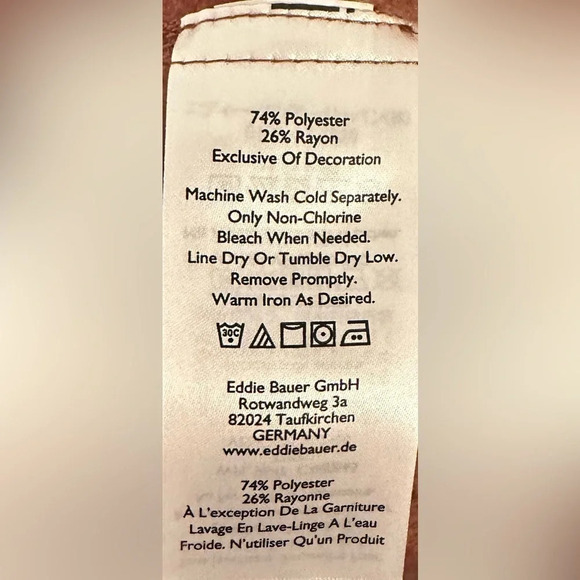 74% Polyester
26% Rayon
Exclusive Of Decoration
Machine Wash Cold Separately.
Only Non-Chlorine
Bleach When Needed.
Line Dry Or Tumble Dry Low.
Remove Promptly.
Warm Iron As Desired.
30C
Eddie Bauer GmbH
Rotwandweg 3a
82024 Taufkirchen
GERMANY
www.eddiebauer.de
74% Polyester
26% Rayonne
À L'exception De La Garniture
Lavage En Lave-Linge A L'eau
Froide. N'utiliser Qu'un Produit